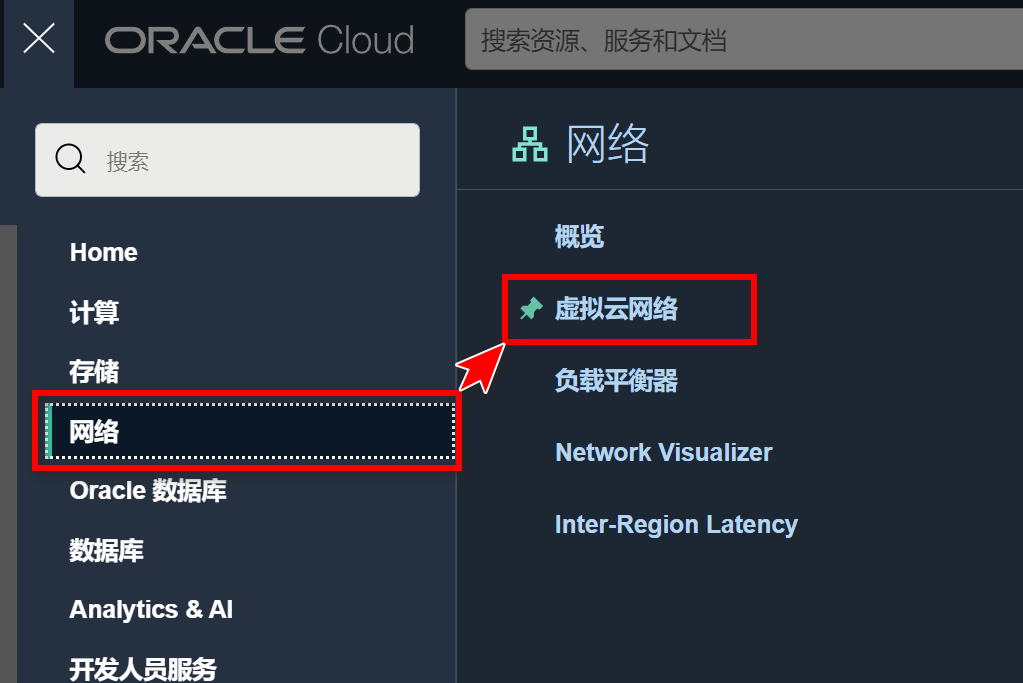 ORACLE Cloud
搜索资源、服务和文档
搜索
Home
计算
存储
网络
Oracle 数据库
数据库
Analytics & AI
开发人员服务
网络
概览
虚拟云网络
负载平衡器
Network Visualizer
Inter-Region Latency